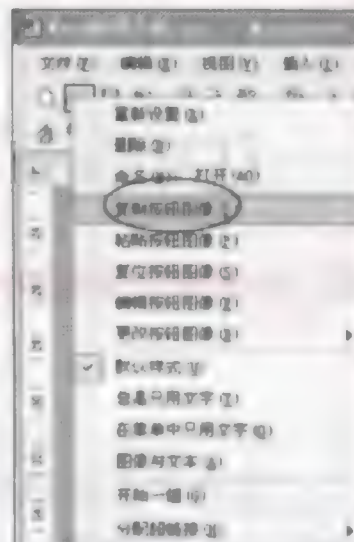 文件(F) 编辑(E) 视图(V) 插入(I)
重新设置(R)
删除(D)
命名(N): 打开(&O)
复制按钮图像(C)
粘贴按钮图像(P)
复位按钮图像(S)
编辑按钮图像(E)
更改按钮图像(B)
默认样式(U)
总是只用文字(T)
在菜单中只用文字(O)
图像与文本(A)
开始一组(G)
分配超链接(H)